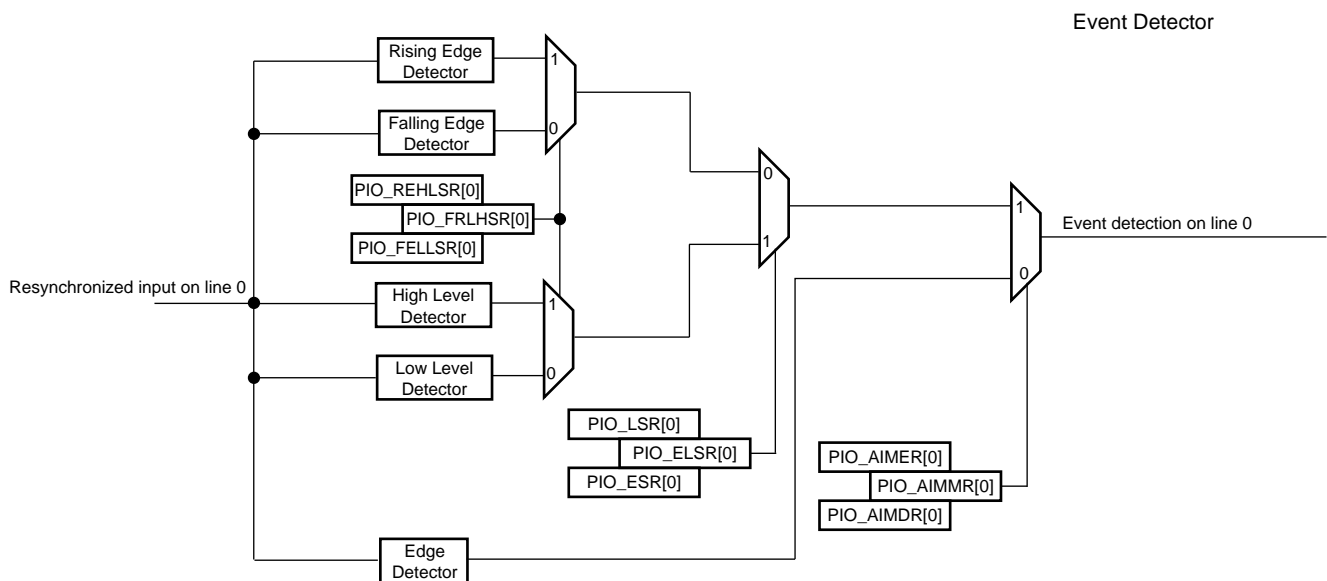 Event Detector
Rising Edge
Detector
1
Falling Edge
Detector
0
0
PIO_REHLSR[0]
PIO_FRLHSR[0]
PIO_FELLSR[0]
1
1
Event detection on line 0
0
Resynchronized input on line 0
High Level
Detector
1
Low Level
Detector
0
PIO_LSR[0]
PIO_ELSR[0]
PIO_ESR[0]
PIO_AIMER[0]
PIO_AIMMR[0]
PIO_AIMDR[0]
Edge
Detector